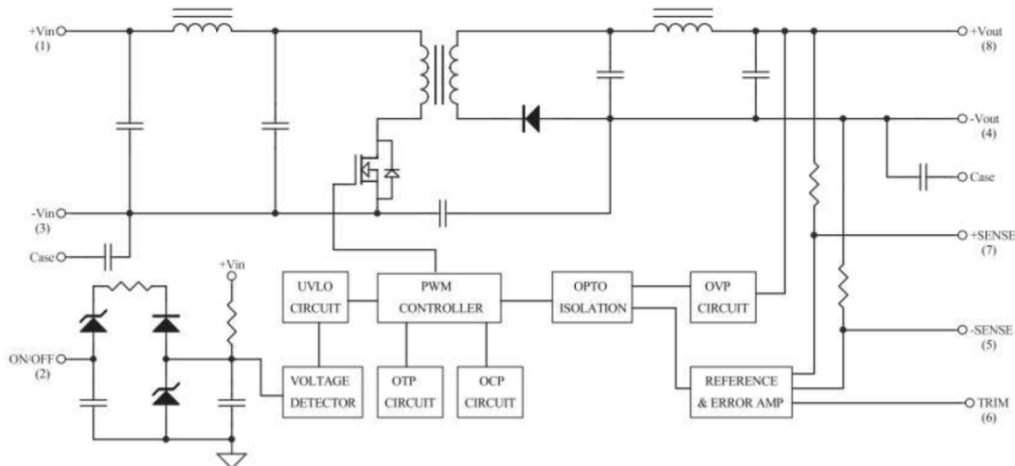 +Vin
(1)
+Vout
(8)
-Vout
(4)
Case
-Vin
(3)
Case
+SENSE
(7)
+Vin
UVLO
CIRCUIT
PWM
CONTROLLER
OPTO
ISOLATION
OVP
CIRCUIT
-SENSE
(5)
ON/OFF
(2)
VOLTAGE
DETECTOR
OTP
CIRCUIT
OCP
CIRCUIT
REFERENCE
& ERROR AMP
TRIM
(6)